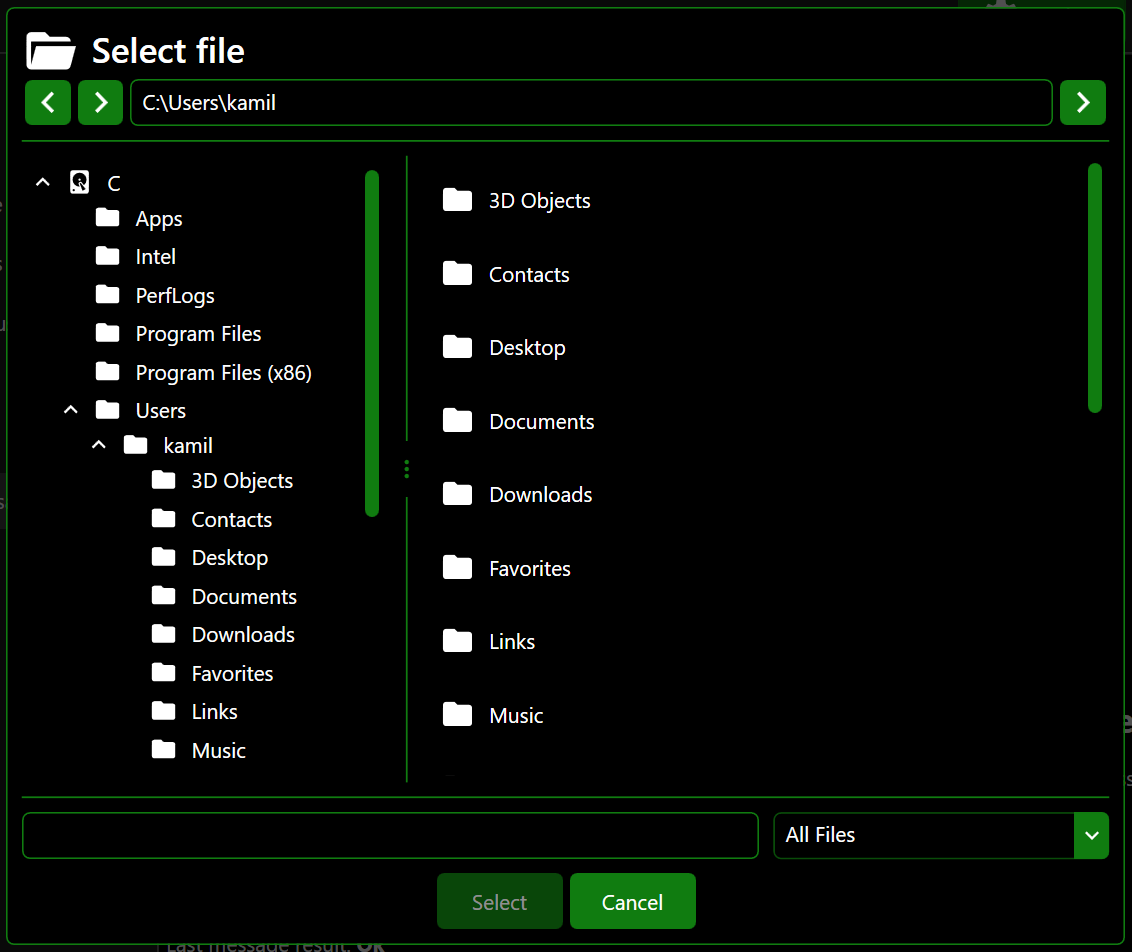 Select file
C:\Users\kamil
C
Apps
Intel
PerfLogs
Program Files
Program Files (x86)
Users
kamil
3D Objects
Contacts
Desktop
Documents
Downloads
Favorites
Links
Music
3D Objects
Contacts
Desktop
Documents
Downloads
Favorites
Links
Music
All Files
Select
Cancel
Last message result: Ok